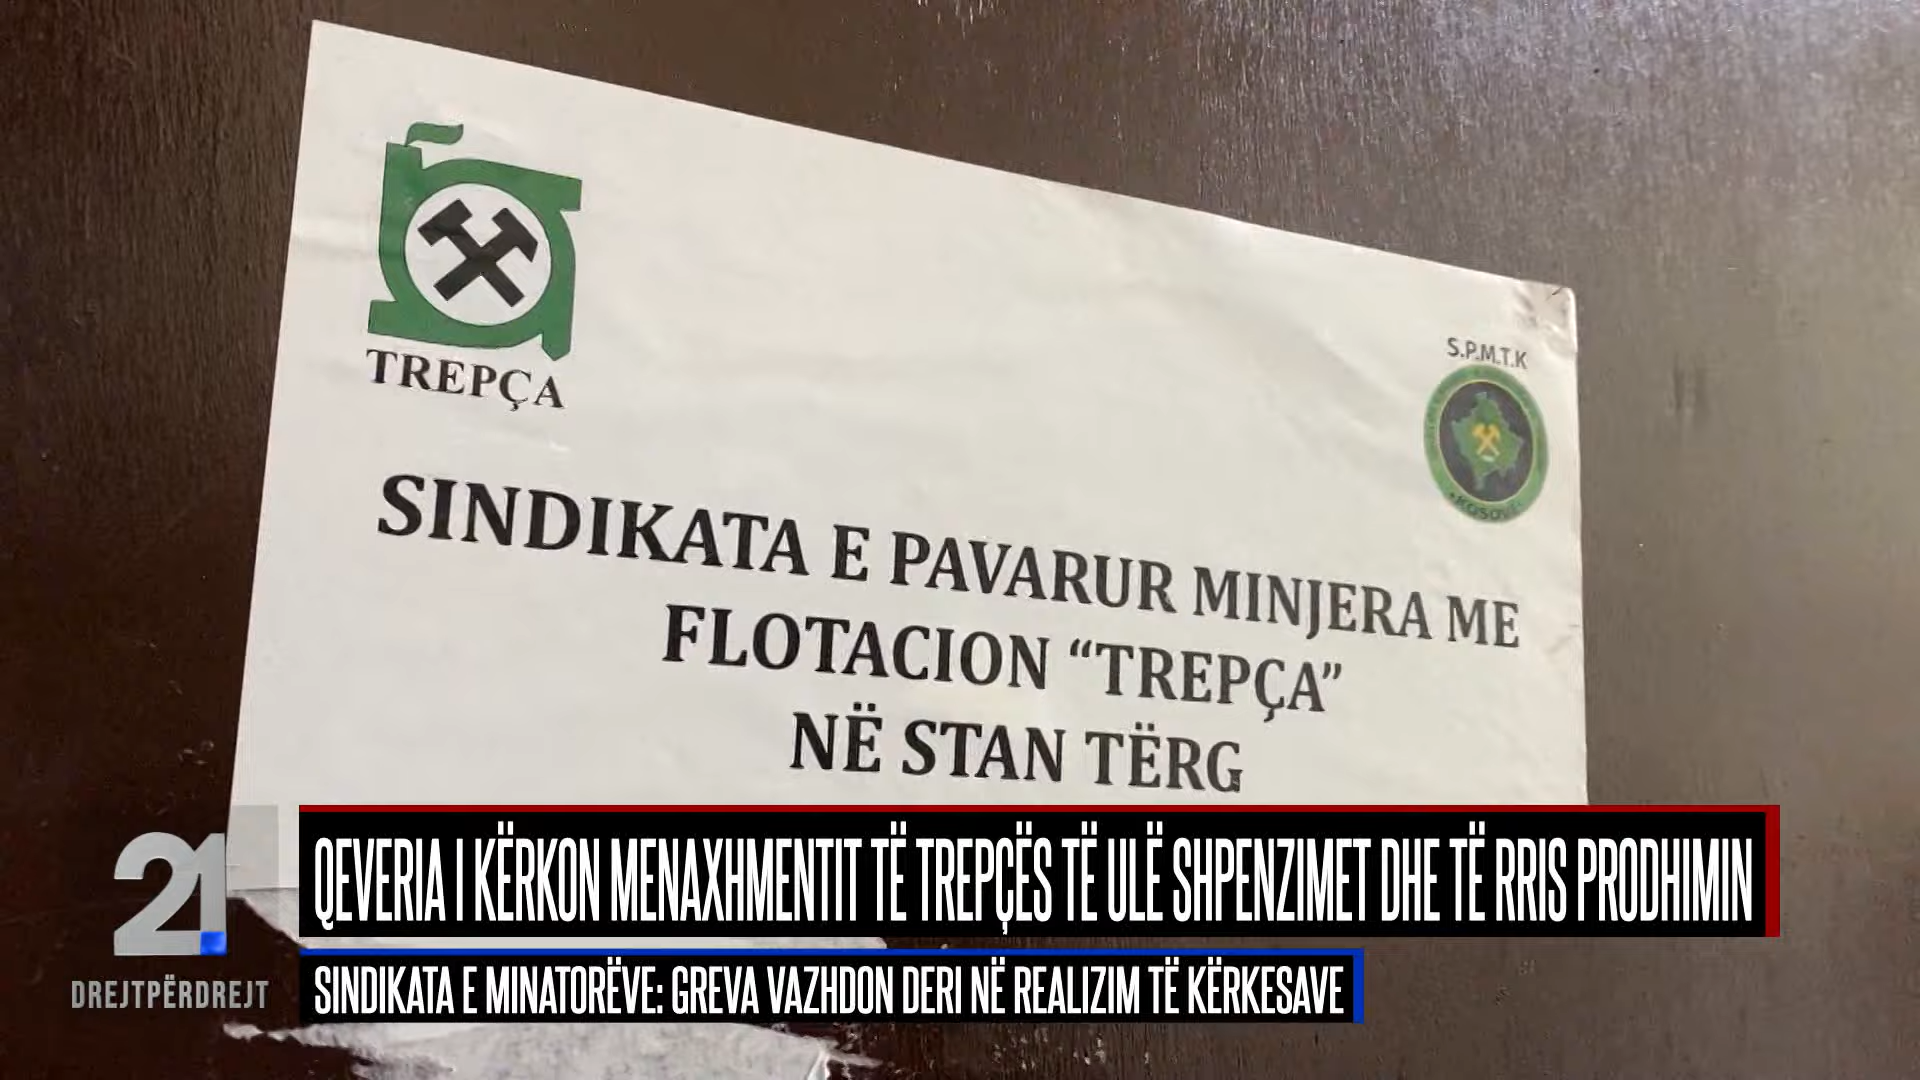 TREPÇA
S.P.M.T.K
KOSOVË
SINDIKATA E PAVARUR MINJERA ME
FLOTACION “TREPÇA”
NË STAN TËRG
21
DREJTPËRDREJT
QEVERIA I KËRKON MENAXHMENTIT TË TREPÇËS TË ULË SHPENZIMET DHE TË RRIS PRODHIMIN
SINDIKATA E MINATORËVE: GREVA VAZHDON DERI NË REALIZIM TË KËRKESAVE